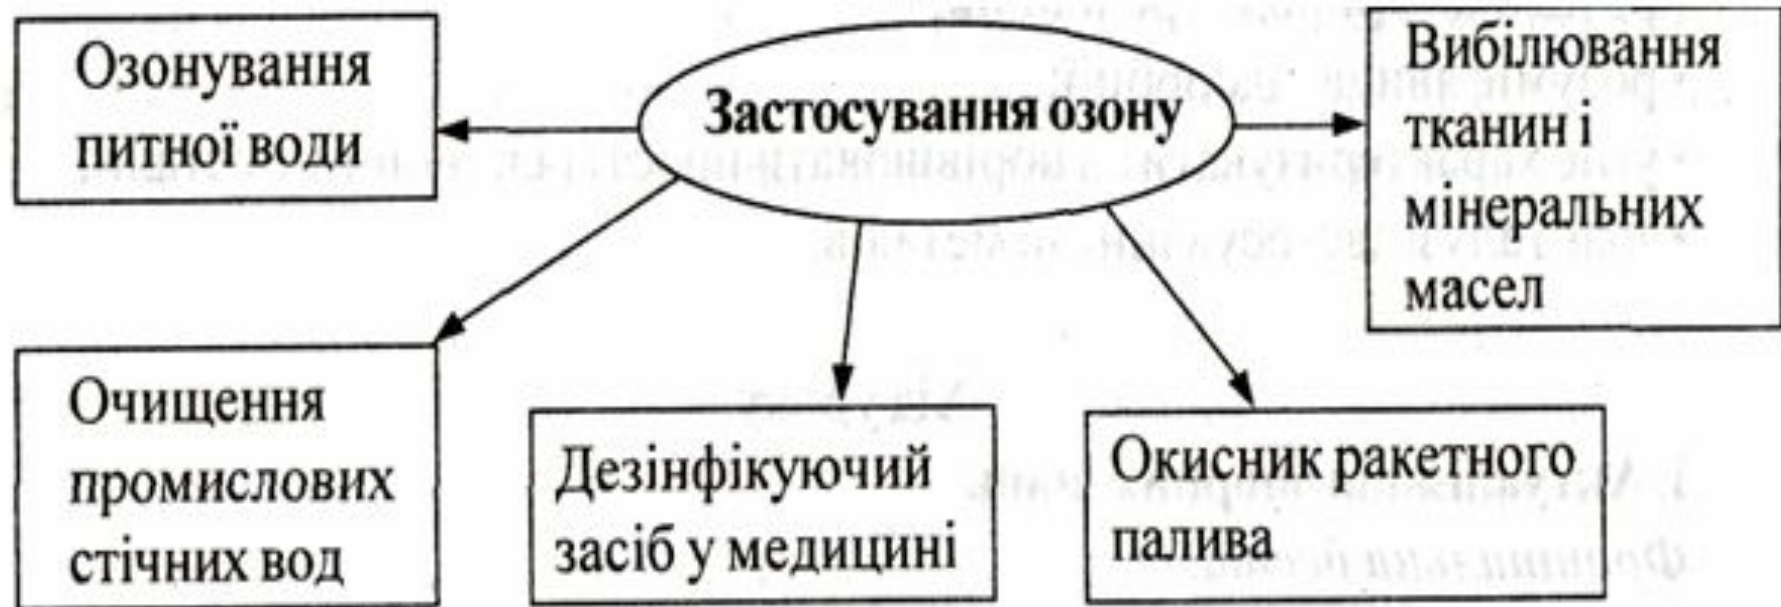 Застосування озону
Озонування
питної води
Вибілювання
тканин і
мінеральних
масел
Очищення
промислових
стічних вод
Дезінфікуючий
засіб у медицині
Окисник ракетного
палива